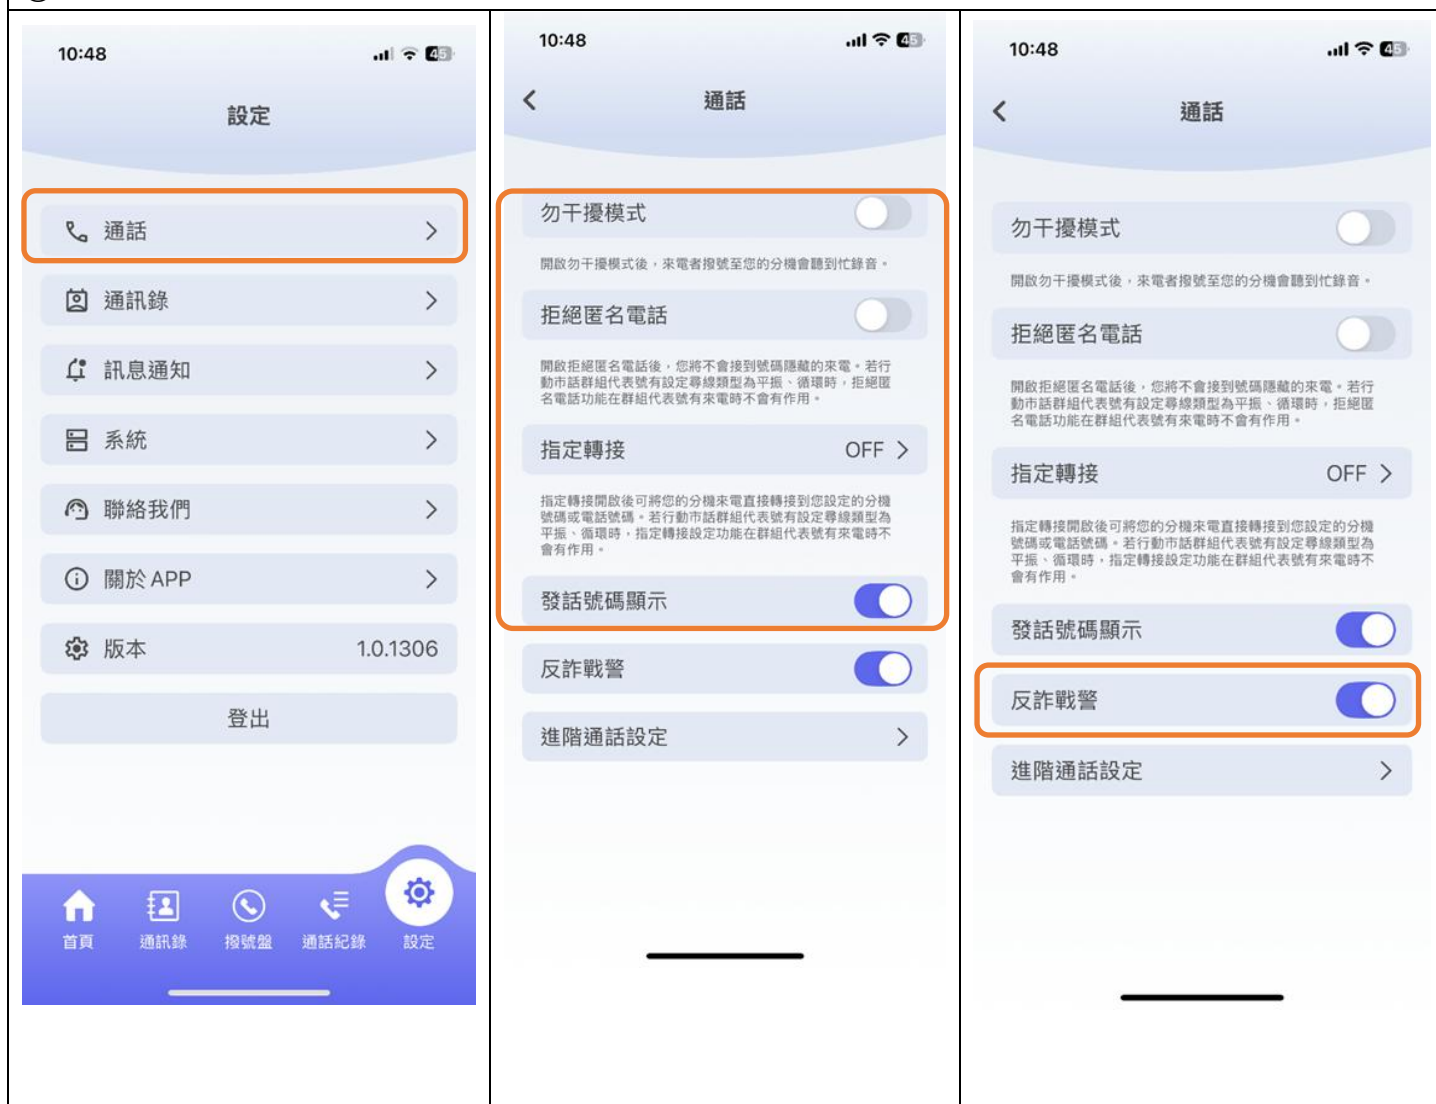 10:48
45
設定
通話
通訊錄
訊息通知
系統
聯絡我們
關於 APP
版本 1.0.1306
登出
首頁 通訊錄 撥號盤 通話紀錄 設定
10:48
45
通話
勿干擾模式
開啟勿干擾模式後，來電者撥號至您的分機會聽到忙錄音。
拒絕匿名電話
開啟拒絕匿名電話後，您將不會接到號碼隱藏的來電。若行
動市話群組代表號有設定尋線類型為平振、循環時，拒絕匿
名電話功能在群組代表號有來電時不會有作用。
指定轉接 OFF
指定轉接開啟後可將您的分機來電直接轉接到您設定的分機
號碼或電話號碼。若行動市話群組代表號有設定尋線類型為
平振、循環時，指定轉接設定功能在群組代表號有來電時不
會有作用。
發話號碼顯示
反詐戰警
進階通話設定
10:48
45
通話
勿干擾模式
開啟勿干擾模式後，來電者撥號至您的分機會聽到忙錄音。
拒絕匿名電話
開啟拒絕匿名電話後，您將不會接到號碼隱藏的來電。若行
動市話群組代表號有設定尋線類型為平振、循環時，拒絕匿
名電話功能在群組代表號有來電時不會有作用。
指定轉接 OFF
指定轉接開啟後可將您的分機來電直接轉接到您設定的分機
號碼或電話號碼。若行動市話群組代表號有設定尋線類型為
平振、循環時，指定轉接設定功能在群組代表號有來電時不
會有作用。
發話號碼顯示
反詐戰警
進階通話設定